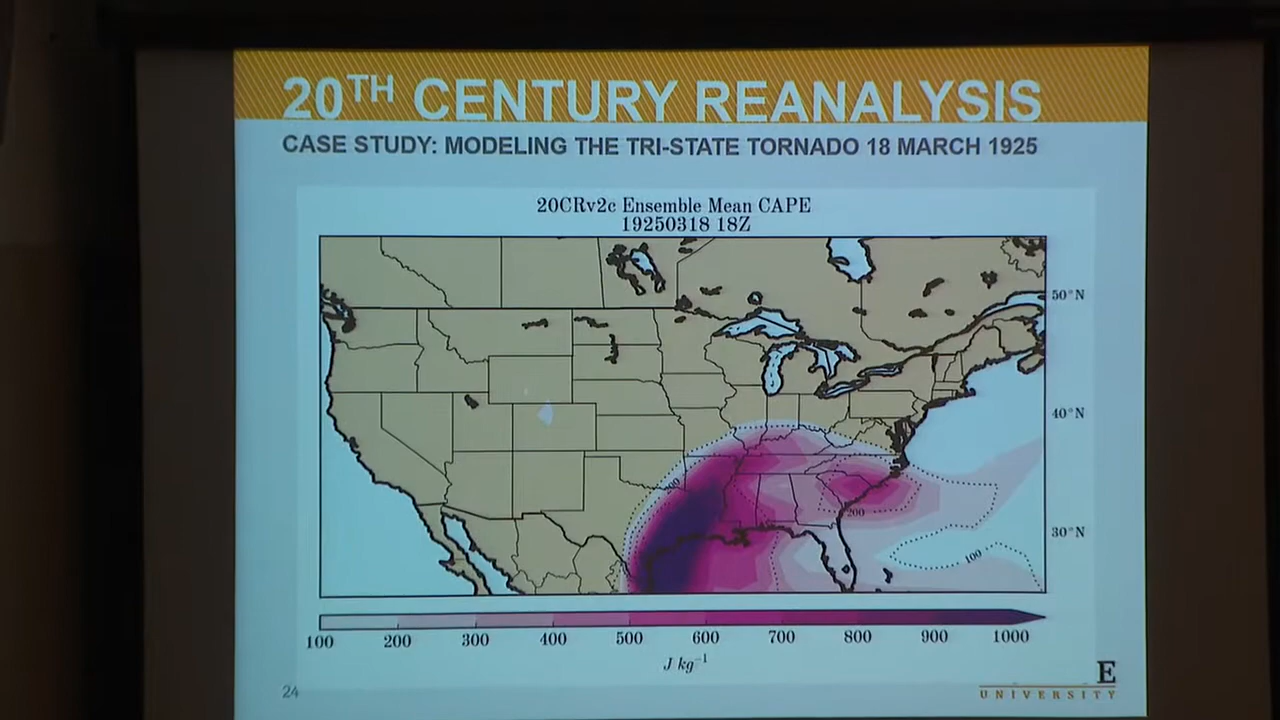 20TH CENTURY REANALYSIS
CASE STUDY: MODELING THE TRI-STATE TORNADO 18 MARCH 1925
20CRv2c Ensemble Mean CAPE
19250318 18Z
50°N
40°N
200
30°N
100
100 200 300 400 500 600 700 800 900 1000
J kg⁻¹
24
E
UNIVERSITY